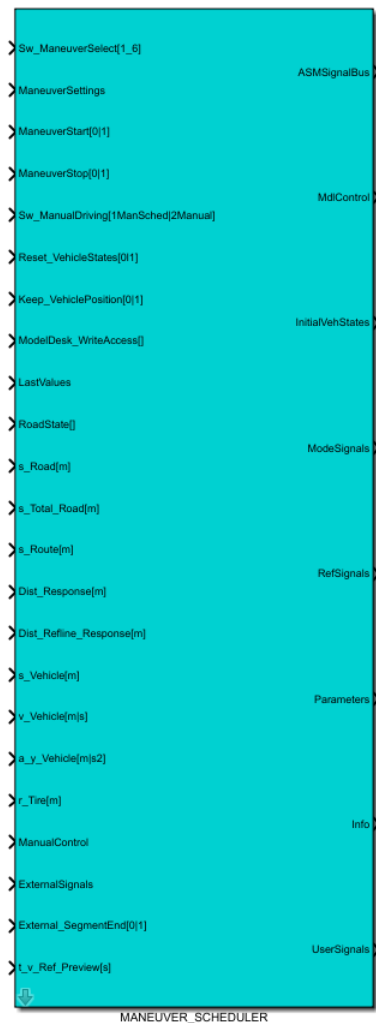 Sw_ManeuverSelect[1_6]
ASMSignalBus
ManeuverSettings
ManeuverStart[0|1]
ManeuverStop[0|1]
MdlControl
Sw_ManualDriving[1ManSched|2Manual]
Reset_VehicleStates[0l1]
Keep_VehiclePosition[0|1]
InitialVehStates
ModelDesk_WriteAccess[]
LastValues
RoadState[]
ModeSignals
s_Road[m]
s_Total_Road[m]
s_Route[m]
RefSignals
Dist_Response[m]
Dist_Refline_Response[m]
s_Vehicle[m]
Parameters
v_Vehicle[m|s]
a_y_Vehicle[m|s2]
r_Tire[m]
Info
ManualControl
ExternalSignals
External_SegmentEnd[0|1]
UserSignals
t_v_Ref_Preview[s]
MANEUVER_SCHEDULER